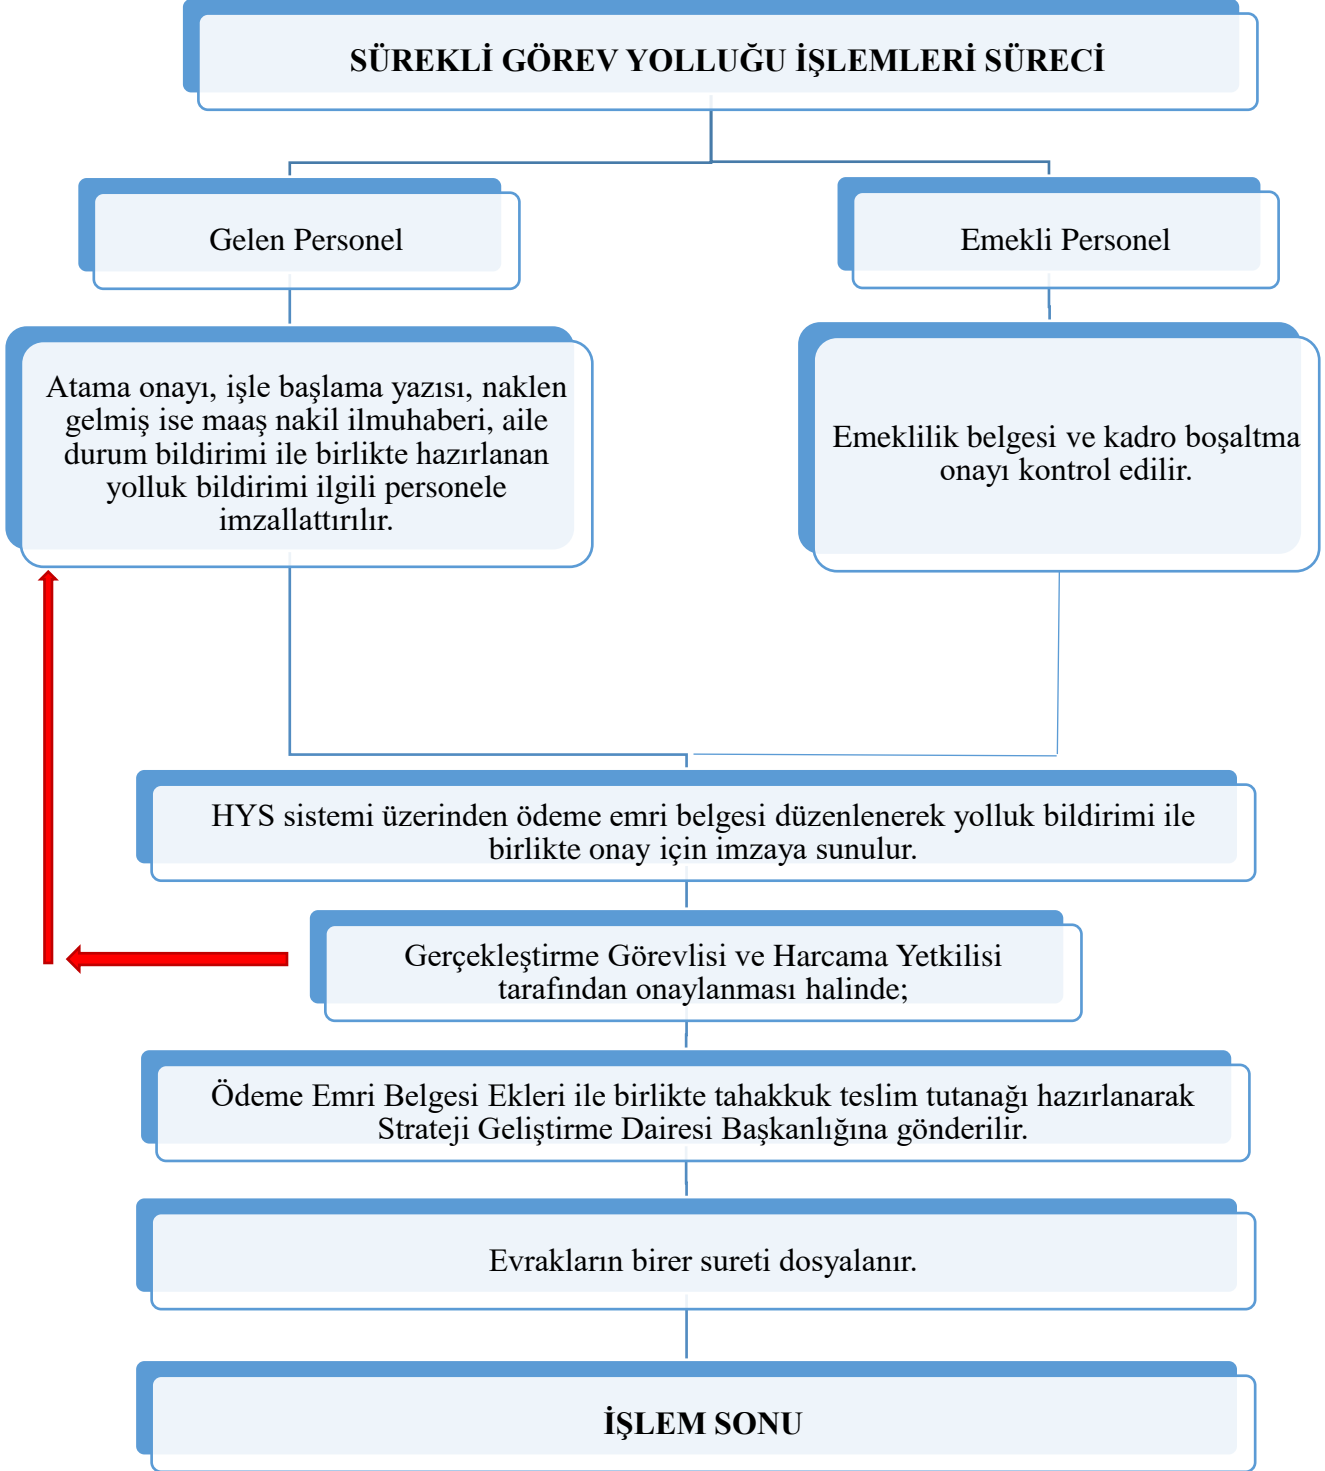 SÜREKLİ GÖREV YOLLUĞU İŞLEMLERİ SÜRECİ
Gelen Personel
Emekli Personel
Atama onayı, işle başlama yazısı, naklen
gelmiş ise maaş nakil ilmuhaberi, aile
durum bildirimi ile birlikte hazırlanan
yolluk bildirimi ilgili personele
imzallattırılır.
Emeklilik belgesi ve kadro boşaltma
onayı kontrol edilir.
HYS sistemi üzerinden ödeme emri belgesi düzenlenerek yolluk bildirimi ile
birlikte onay için imzaya sunulur.
Gerçekleştirme Görevlisi ve Harcama Yetkilisi
tarafından onaylanması halinde;
Ödeme Emri Belgesi Ekleri ile birlikte tahakkuk teslim tutanağı hazırlanarak
Strateji Geliştirme Dairesi Başkanlığına gönderilir.
Evrakların birer sureti dosyalanır.
İŞLEM SONU